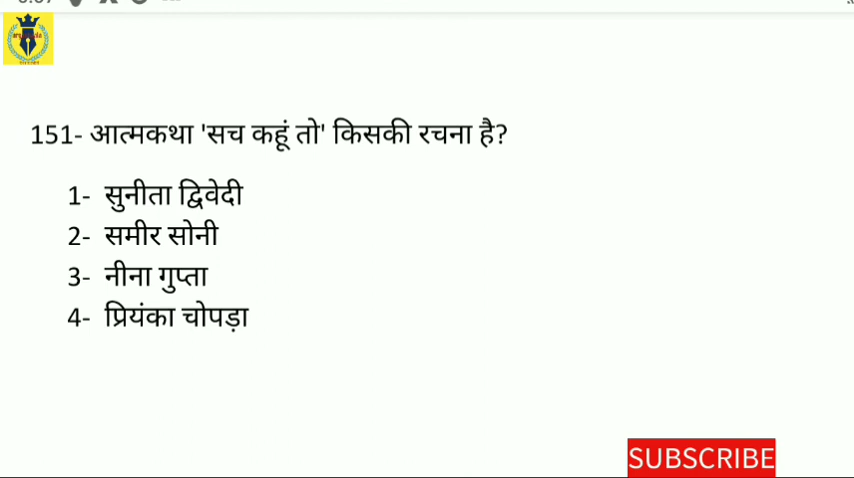 151- आत्मकथा 'सच कहूं तो' किसकी रचना है?
1- सुनीता द्विवेदी
2- समीर सोनी
3- नीना गुप्ता
4- प्रियंका चोपड़ा
SUBSCRIBE